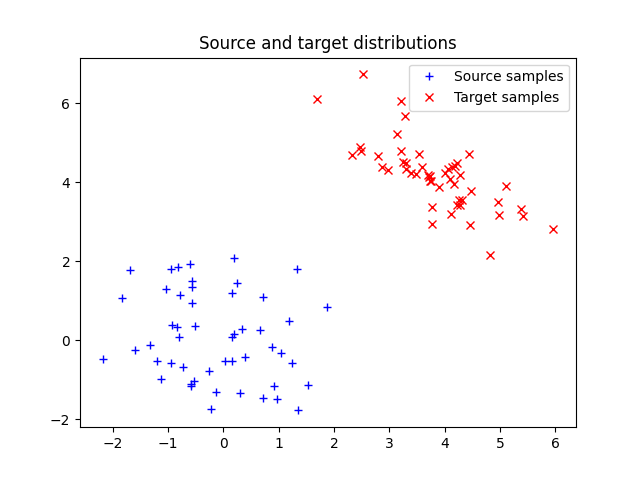 Source and target distributions
Source samples
Target samples
6
4
2
0
−2
−2 −1 0 1 2 3 4 5 6